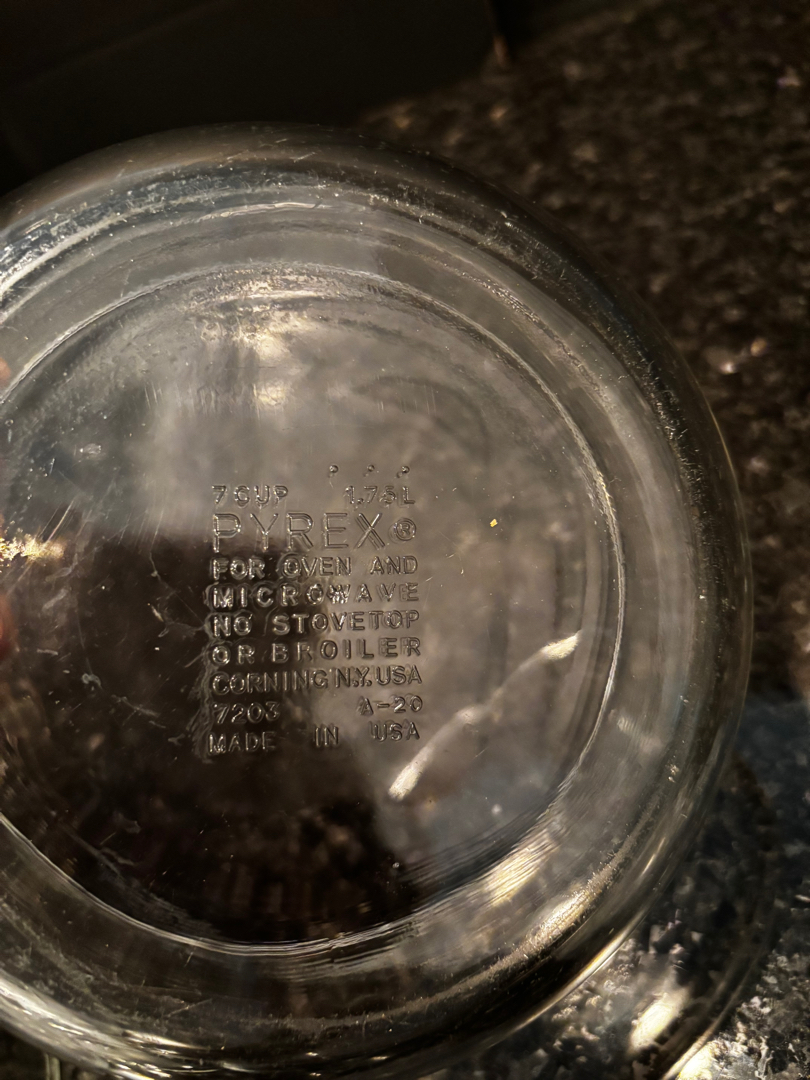 7 CUP 1.75 L
PYREX®
FOR OVEN AND
MICROWAVE
NO STOVETOP
OR BROILER
CORNING N.Y. USA
7203 A-20
MADE IN USA